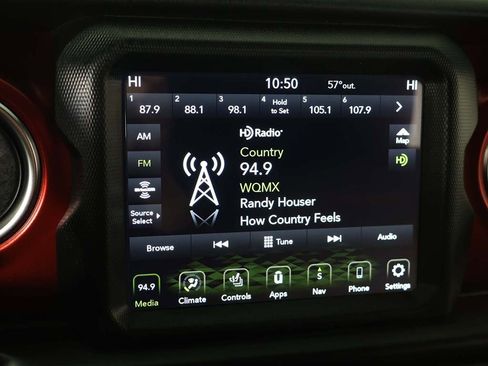 HI 10:50 57°out. HI
1 87.9 2 88.1 3 98.1 4 Hold to Set 5 105.1 6 107.9
AM
HD Radio
Map
Country
FM
94.9
HD
WQMX
SiriusXM
Randy Houser
Source Select
How Country Feels
Browse Tune Audio
94.9 S
Media Climate Controls Apps Nav Phone Settings